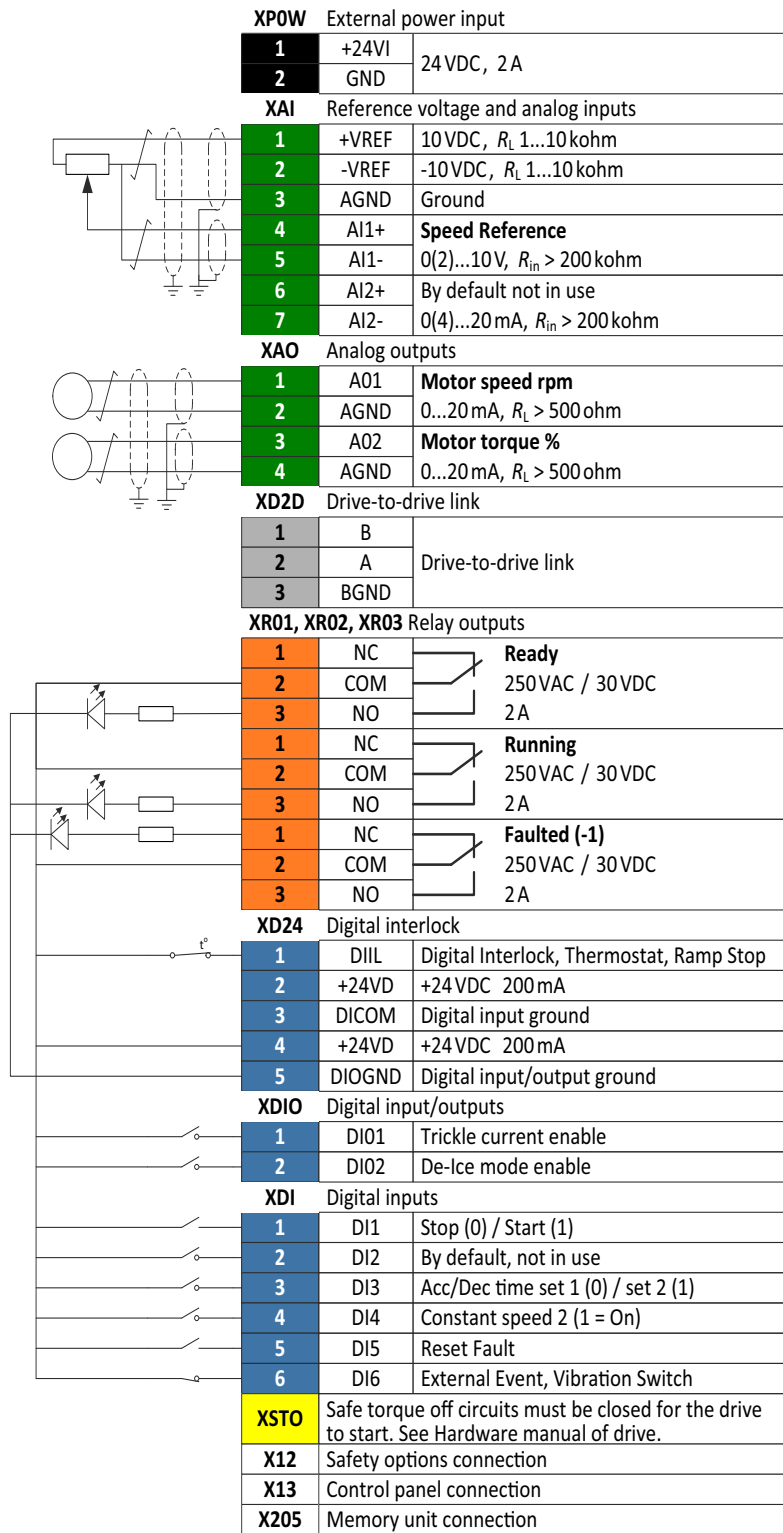 XP0W External power input
1 +24VI 24 VDC, 2 A
2 GND
XAI Reference voltage and analog inputs
1 +VREF 10 VDC, RL 1...10 kohm
2 -VREF -10 VDC, RL 1...10 kohm
3 AGND Ground
4 AI1+ Speed Reference
5 AI1- 0(2)...10 V, Rin > 200 kohm
6 AI2+ By default not in use
7 AI2- 0(4)...20 mA, Rin > 200 kohm
XAO Analog outputs
1 A01 Motor speed rpm
2 AGND 0...20 mA, RL > 500 ohm
3 A02 Motor torque %
4 AGND 0...20 mA, RL > 500 ohm
XD2D Drive-to-drive link
1 B
2 A Drive-to-drive link
3 BGND
XR01, XR02, XR03 Relay outputs
1 NC Ready
2 COM 250 VAC / 30 VDC
3 NO 2 A
1 NC Running
2 COM 250 VAC / 30 VDC
3 NO 2 A
1 NC Faulted (-1)
2 COM 250 VAC / 30 VDC
3 NO 2 A
XD24 Digital interlock
t° 1 DIIL Digital Interlock, Thermostat, Ramp Stop
2 +24VD +24 VDC 200 mA
3 DICOM Digital input ground
4 +24VD +24 VDC 200 mA
5 DIOGND Digital input/output ground
XDIO Digital input/outputs
1 DI01 Trickle current enable
2 DI02 De-Ice mode enable
XDI Digital inputs
1 DI1 Stop (0) / Start (1)
2 DI2 By default, not in use
3 DI3 Acc/Dec time set 1 (0) / set 2 (1)
4 DI4 Constant speed 2 (1 = On)
5 DI5 Reset Fault
6 DI6 External Event, Vibration Switch
XSTO Safe torque off circuits must be closed for the drive
to start. See Hardware manual of drive.
X12 Safety options connection
X13 Control panel connection
X205 Memory unit connection